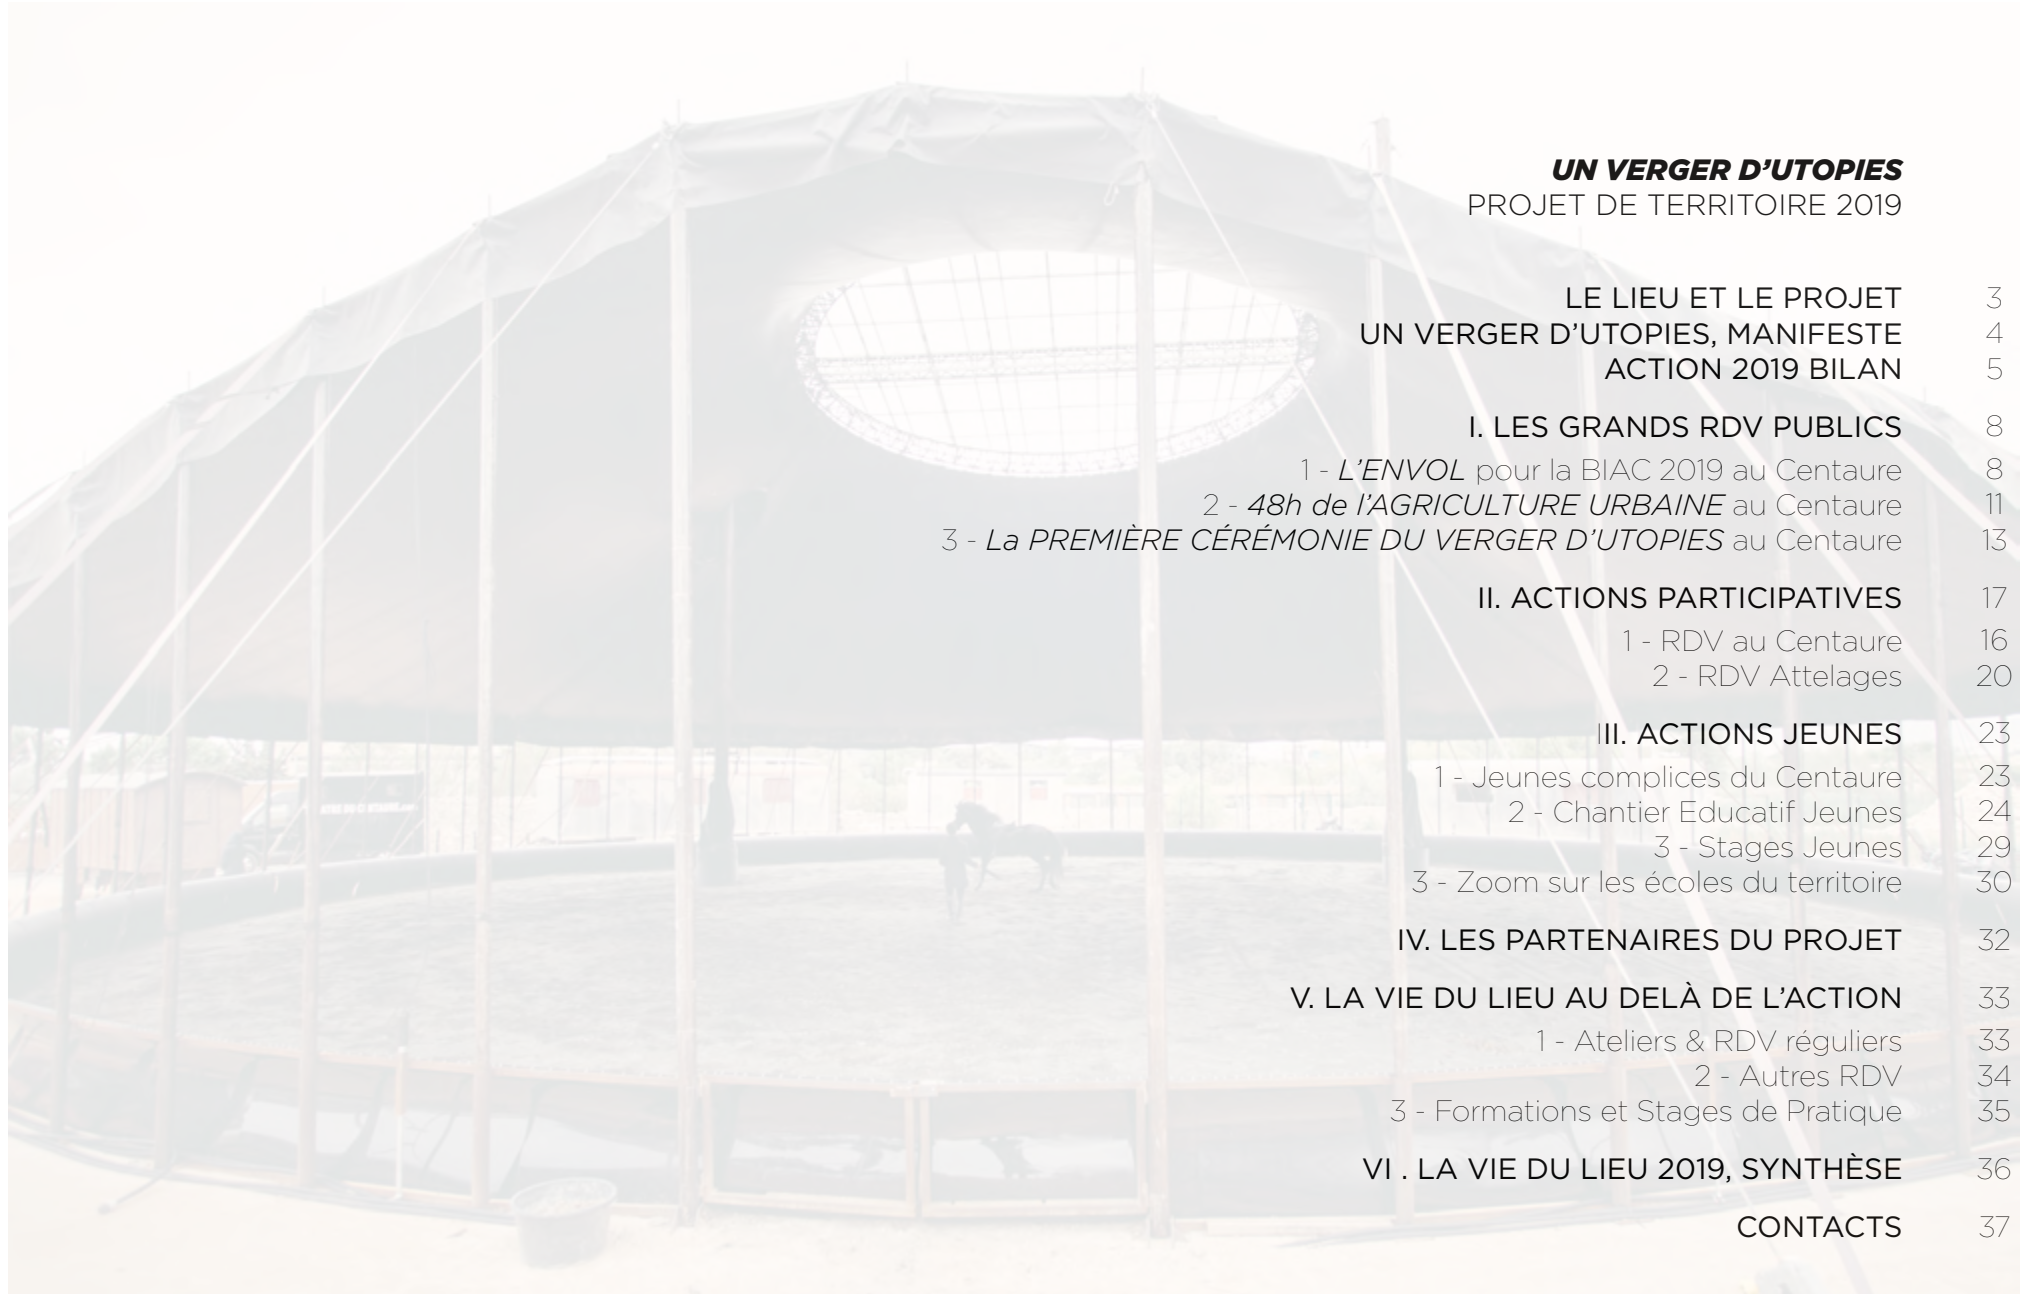 UN VERGER D’UTOPIES
PROJET DE TERRITOIRE 2019
LE LIEU ET LE PROJET 3
UN VERGER D’UTOPIES, MANIFESTE 4
ACTION 2019 BILAN 5
I. LES GRANDS RDV PUBLICS 8
1 - L’ENVOL pour la BIAC 2019 au Centaure 8
2 - 48h de l’AGRICULTURE URBAINE au Centaure 11
3 - La PREMIÈRE CÉRÉMONIE DU VERGER D’UTOPIES au Centaure 13
II. ACTIONS PARTICIPATIVES 17
1 - RDV au Centaure 16
2 - RDV Attelages 20
III. ACTIONS JEUNES 23
1 - Jeunes complices du Centaure 23
2 - Chantier Educatif Jeunes 24
3 - Stages Jeunes 29
3 - Zoom sur les écoles du territoire 30
IV. LES PARTENAIRES DU PROJET 32
V. LA VIE DU LIEU AU DELÀ DE L’ACTION 33
1 - Ateliers & RDV réguliers 33
2 - Autres RDV 34
3 - Formations et Stages de Pratique 35
VI . LA VIE DU LIEU 2019, SYNTHÈSE 36
CONTACTS 37
DU CENTAURE